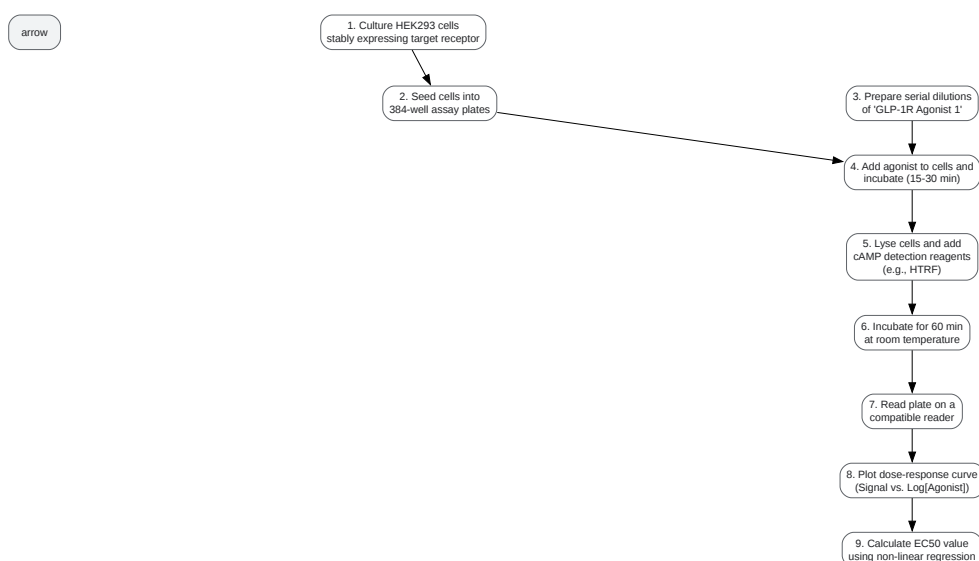 arrow
1. Culture HEK293 cells
stably expressing target receptor
2. Seed cells into
384-well assay plates
3. Prepare serial dilutions
of 'GLP-1R Agonist 1'
4. Add agonist to cells and
incubate (15-30 min)
5. Lyse cells and add
cAMP detection reagents
(e.g., HTRF)
6. Incubate for 60 min
at room temperature
7. Read plate on a
compatible reader
8. Plot dose-response curve
(Signal vs. Log[Agonist])
9. Calculate EC50 value
using non-linear regression